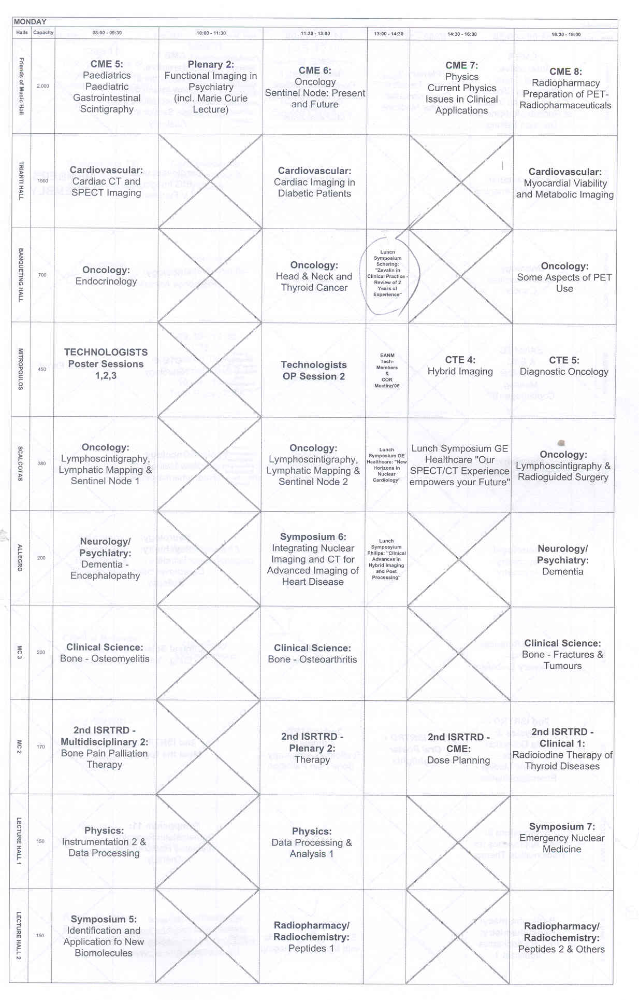 MONDAY
Halls Capacity 08:00 - 09:30 10:00 - 11:30 11:30 - 13:00 13:00 - 14:30 14:30 - 16:00 16:30 - 18:00
Friends of Music Hall
2.000
CME 5:
Paediatrics
Paediatric
Gastrointestinal
Scintigraphy
Plenary 2:
Functional Imaging in
Psychiatry
(incl. Marie Curie
Lecture)
CME 6:
Oncology
Sentinel Node: Present
and Future
CME 7:
Physics
Current Physics
Issues in Clinical
Applications
CME 8:
Radiopharmacy
Preparation of PET-
Radiopharmaceuticals
TRIANTI HALL
1500
Cardiovascular:
Cardiac CT and
SPECT Imaging
Cardiovascular:
Cardiac Imaging in
Diabetic Patients
Cardiovascular:
Myocardial Viability
and Metabolic Imaging
BANQUETING HALL
700
Oncology:
Endocrinology
Oncology:
Head & Neck and
Thyroid Cancer
Luncn
Symposium
Schering:
"Zevalin in
Clinical Practice -
Review of 2
Years of
Experience"
Oncology:
Some Aspects of PET
Use
MITROPOULOS
450
TECHNOLOGISTS
Poster Sessions
1,2,3
Technologists
OP Session 2
EANM
Tech-
Members
&
COR
Meeting'06
CTE 4:
Hybrid Imaging
CTE 5:
Diagnostic Oncology
SCALCOTAS
380
Oncology:
Lymphoscintigraphy,
Lymphatic Mapping &
Sentinel Node 1
Oncology:
Lymphoscintigraphy,
Lymphatic Mapping &
Sentinel Node 2
Lunch
Symposium GE
Healthcare: "New
Horizons in
Nuclear
Cardiology"
Lunch Symposium GE
Healthcare "Our
SPECT/CT Experience
empowers your Future"
Oncology:
Lymphoscintigraphy &
Radioguided Surgery
ALLEGRO
200
Neurology/
Psychiatry:
Dementia -
Encephalopathy
Symposium 6:
Integrating Nuclear
Imaging and CT for
Advanced Imaging of
Heart Disease
Lunch
Symposyium
Philips: "Clinical
Advances in
Hybrid Imaging
and Post
Processing"
Neurology/
Psychiatry:
Dementia
MC 3
200
Clinical Science:
Bone - Osteomyelitis
Clinical Science:
Bone - Osteoarthritis
Clinical Science:
Bone - Fractures &
Tumours
MC 2
170
2nd ISRTRD -
Multidisciplinary 2:
Bone Pain Palliation
Therapy
2nd ISRTRD -
Plenary 2:
Therapy
2nd ISRTRD -
CME:
Dose Planning
2nd ISRTRD -
Clinical 1:
Radioiodine Therapy of
Thyroid Diseases
LECTURE HALL 1
150
Physics:
Instrumentation 2 &
Data Processing
Physics:
Data Processing &
Analysis 1
Symposium 7:
Emergency Nuclear
Medicine
LECTURE HALL 2
150
Symposium 5:
Identification and
Application fo New
Biomolecules
Radiopharmacy/
Radiochemistry:
Peptides 1
Radiopharmacy/
Radiochemistry:
Peptides 2 & Others